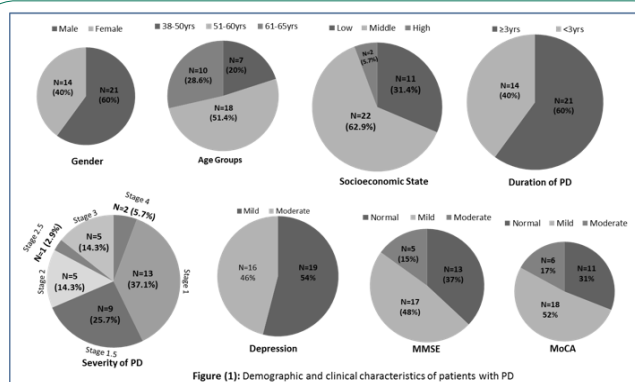 Male Female
N=14
(40%)
N=21
(60%)
Gender
38-50yrs 51-60yrs 61-65yrs
N=7
(20%)
N=10
(28.6%)
N=18
(51.4%)
Age Groups
Low Middle High
N=2
(5.7%)
N=11
(31.4%)
N=22
(62.9%)
Socioeconomic State
≥3yrs <3yrs
N=14
(40%)
N=21
(60%)
Duration of PD
Stage 4
N=2 (5.7%)
Stage 3
N=5
(14.3%)
Stage 2.5
N=1 (2.9%)
Stage 2
N=5
(14.3%)
N=13
(37.1%)
Stage 1
N=9
(25.7%)
Stage 1.5
Severity of PD
Mild Moderate
N=16
46%
N=19
54%
Depression
Normal Mild Moderate
N=5
(15%)
N=13
(37%)
N=17
(48%)
MMSE
Normal Mild Moderate
N=6
17%
N=11
31%
N=18
52%
MoCA
Figure (1): Demographic and clinical characteristics of patients with PD